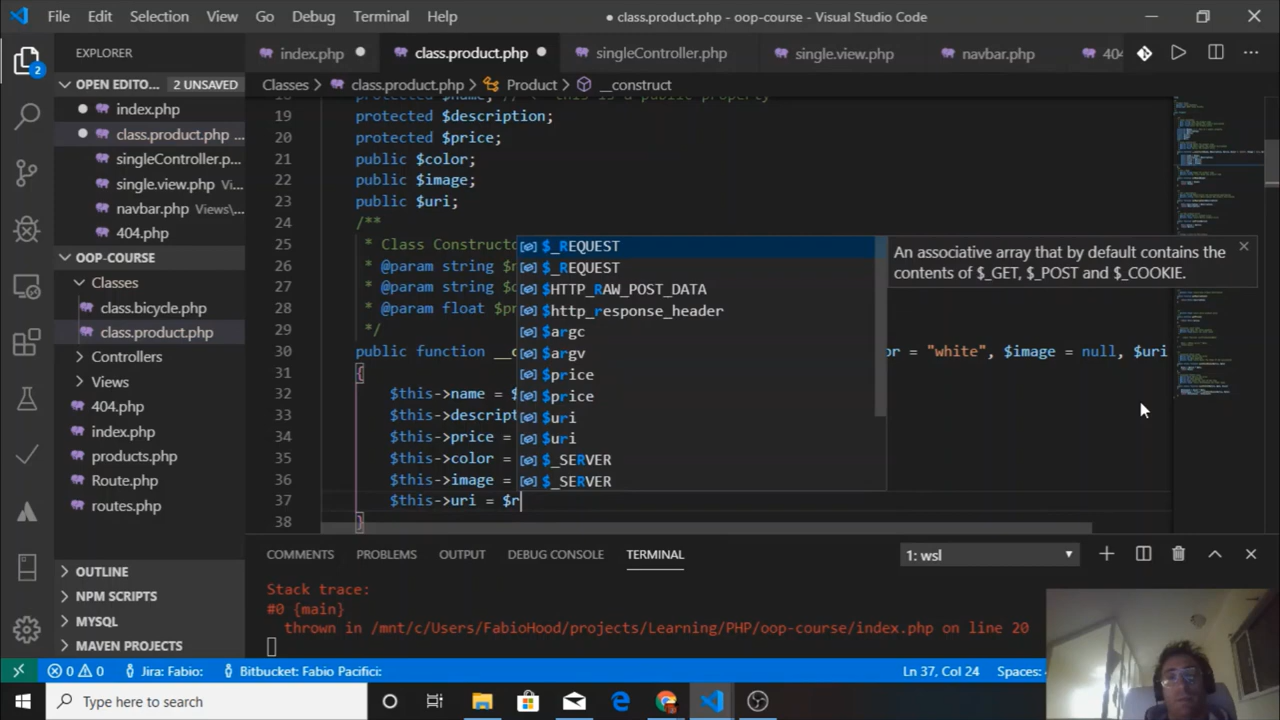 File Edit Selection View Go Debug Terminal Help
● class.product.php - oop-course - Visual Studio Code
EXPLORER
index.php ● class.product.php ● singleController.php single.view.php navbar.php 404
OPEN EDITO... 2 UNSAVED
index.php
class.product.php ...
singleController.p...
single.view.php Vi...
navbar.php Views\...
404.php
OOP-COURSE
Classes
class.bicycle.php
class.product.php
Controllers
Views
404.php
index.php
products.php
Route.php
routes.php
OUTLINE
NPM SCRIPTS
MYSQL
MAVEN PROJECTS
2
Classes > class.product.php > Product > __construct
19 protected $description;
20 protected $price;
21 public $color;
22 public $image;
23 public $uri;
24 /**
25 * Class Constructo
26 * @param string $n
27 * @param string $d
28 * @param float $pr
29 */
30 public function __c or = "white", $image = null, $uri
31 {
32 $this->name = $
33 $this->descript
34 $this->price =
35 $this->color =
36 $this->image =
37 $this->uri = $r
38 }
$_REQUEST
$_REQUEST
$HTTP_RAW_POST_DATA
$http_response_header
$argc
$argv
$price
$price
$uri
$uri
$_SERVER
$_SERVER
An associative array that by default contains the
contents of $_GET, $_POST and $_COOKIE.
COMMENTS PROBLEMS OUTPUT DEBUG CONSOLE TERMINAL 1: wsl
Stack trace:
#0 {main}
thrown in /mnt/c/Users/FabioHood/projects/Learning/PHP/oop-course/index.php on line 20
0 0 Jira: Fabio: Bitbucket: Fabio Pacifici: Ln 37, Col 24 Spaces:
Type here to search